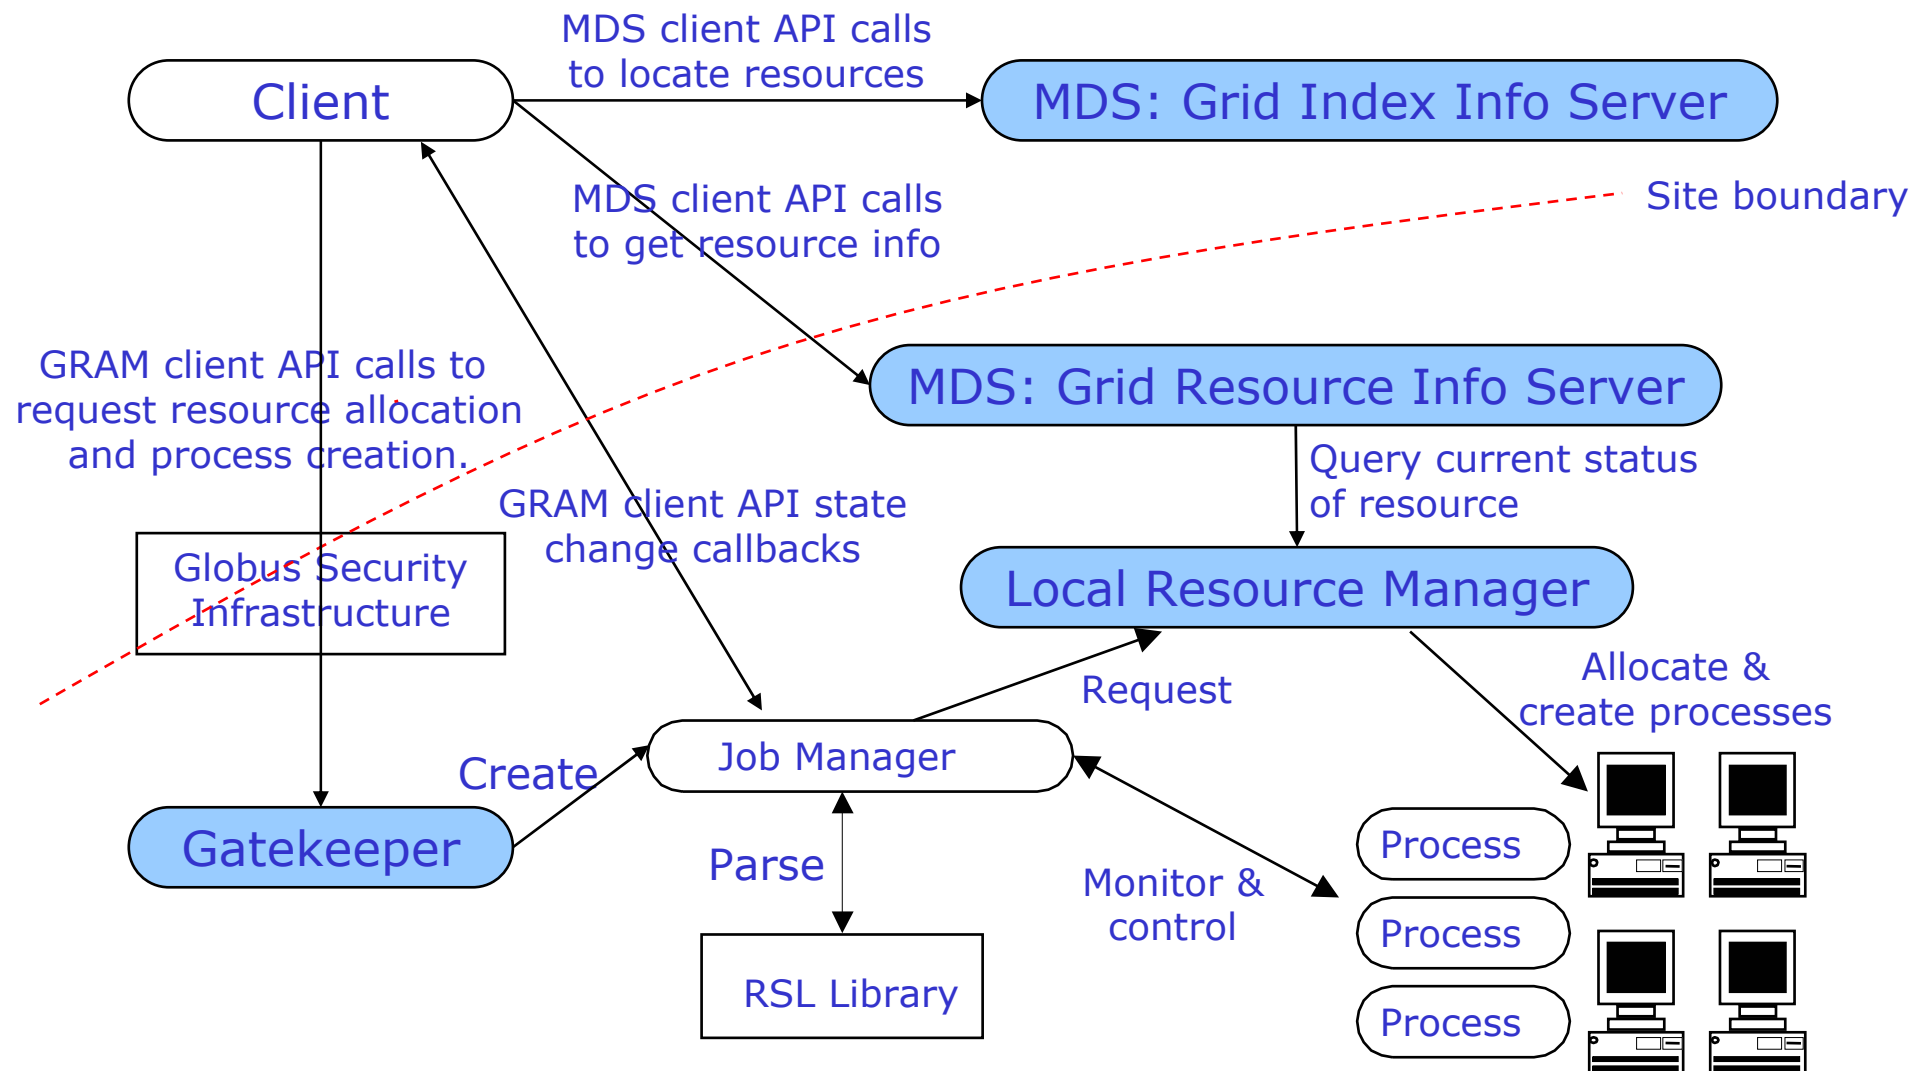 MDS client API calls
to locate resources
Client
MDS: Grid Index Info Server
MDS client API calls
to get resource info
Site boundary
GRAM client API calls to
request resource allocation
and process creation.
MDS: Grid Resource Info Server
Query current status
of resource
GRAM client API state
change callbacks
Globus Security
Infrastructure
Local Resource Manager
Request
Allocate &
create processes
Create
Job Manager
Gatekeeper
Parse
Monitor &
control
Process
Process
Process
RSL Library